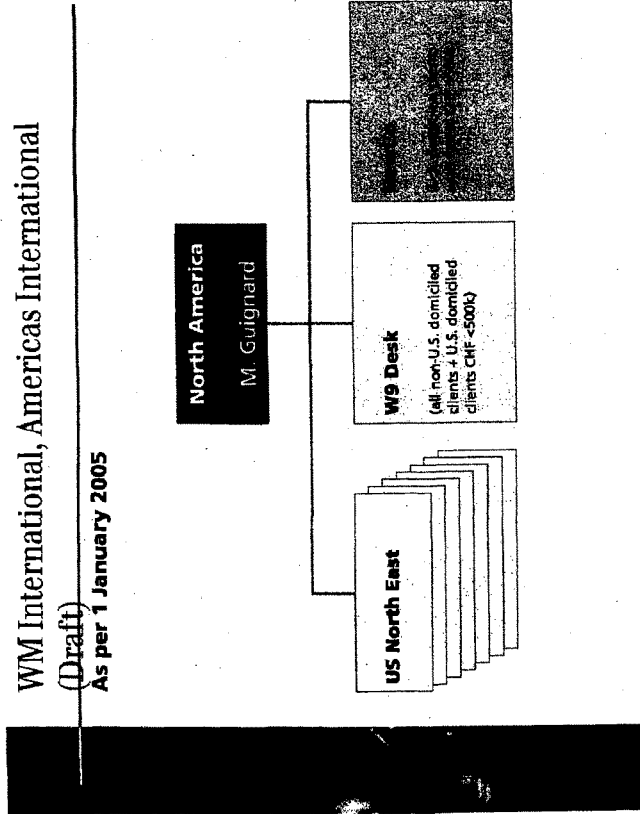 WM International, Americas International
(Draft)
As per 1 January 2005
North America
M. Guignard
US North East
W9 Desk
(all non-U.S. domiciled
clients + U.S. domiciled
clients CHF <500k)